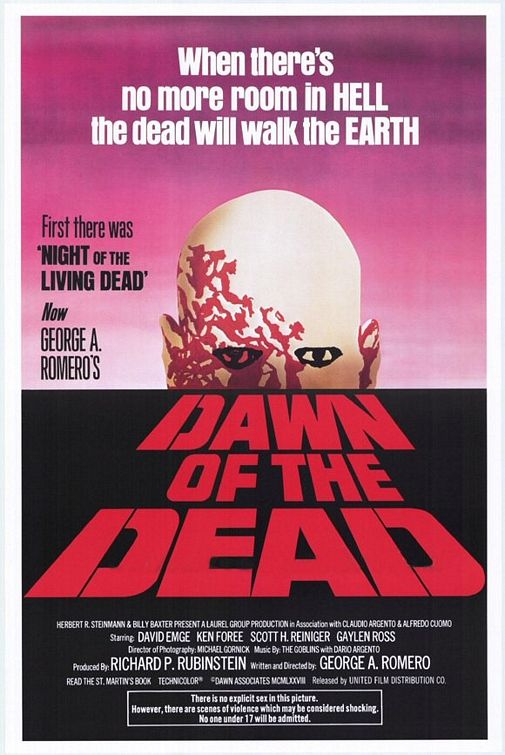 When there's
no more room in HELL
the dead will walk the EARTH
First there was
'NIGHT OF THE
LIVING DEAD'
Now
GEORGE A.
ROMERO'S
DAWN
OF THE
DEAD
HERBERT R. STEINMANN & BILLY BAXTER PRESENT A LAUREL GROUP PRODUCTION in Association with CLAUDIO ARGENTO & ALFREDO CUOMO
Starring: DAVID EMGE KEN FOREE SCOTT H. REINIGER GAYLEN ROSS
Director of Photography: MICHAEL GORNICK Music By: THE GOBLINS with DARIO ARGENTO
Produced By: RICHARD P. RUBINSTEIN Written and Directed by: GEORGE A. ROMERO
READ THE ST. MARTIN'S BOOK TECHNICOLOR® ©DAWN ASSOCIATES MCMLXXVIII Released by UNITED FILM DISTRIBUTION CO.
There is no explicit sex in this picture.
However, there are scenes of violence which may be considered shocking.
No one under 17 will be admitted.